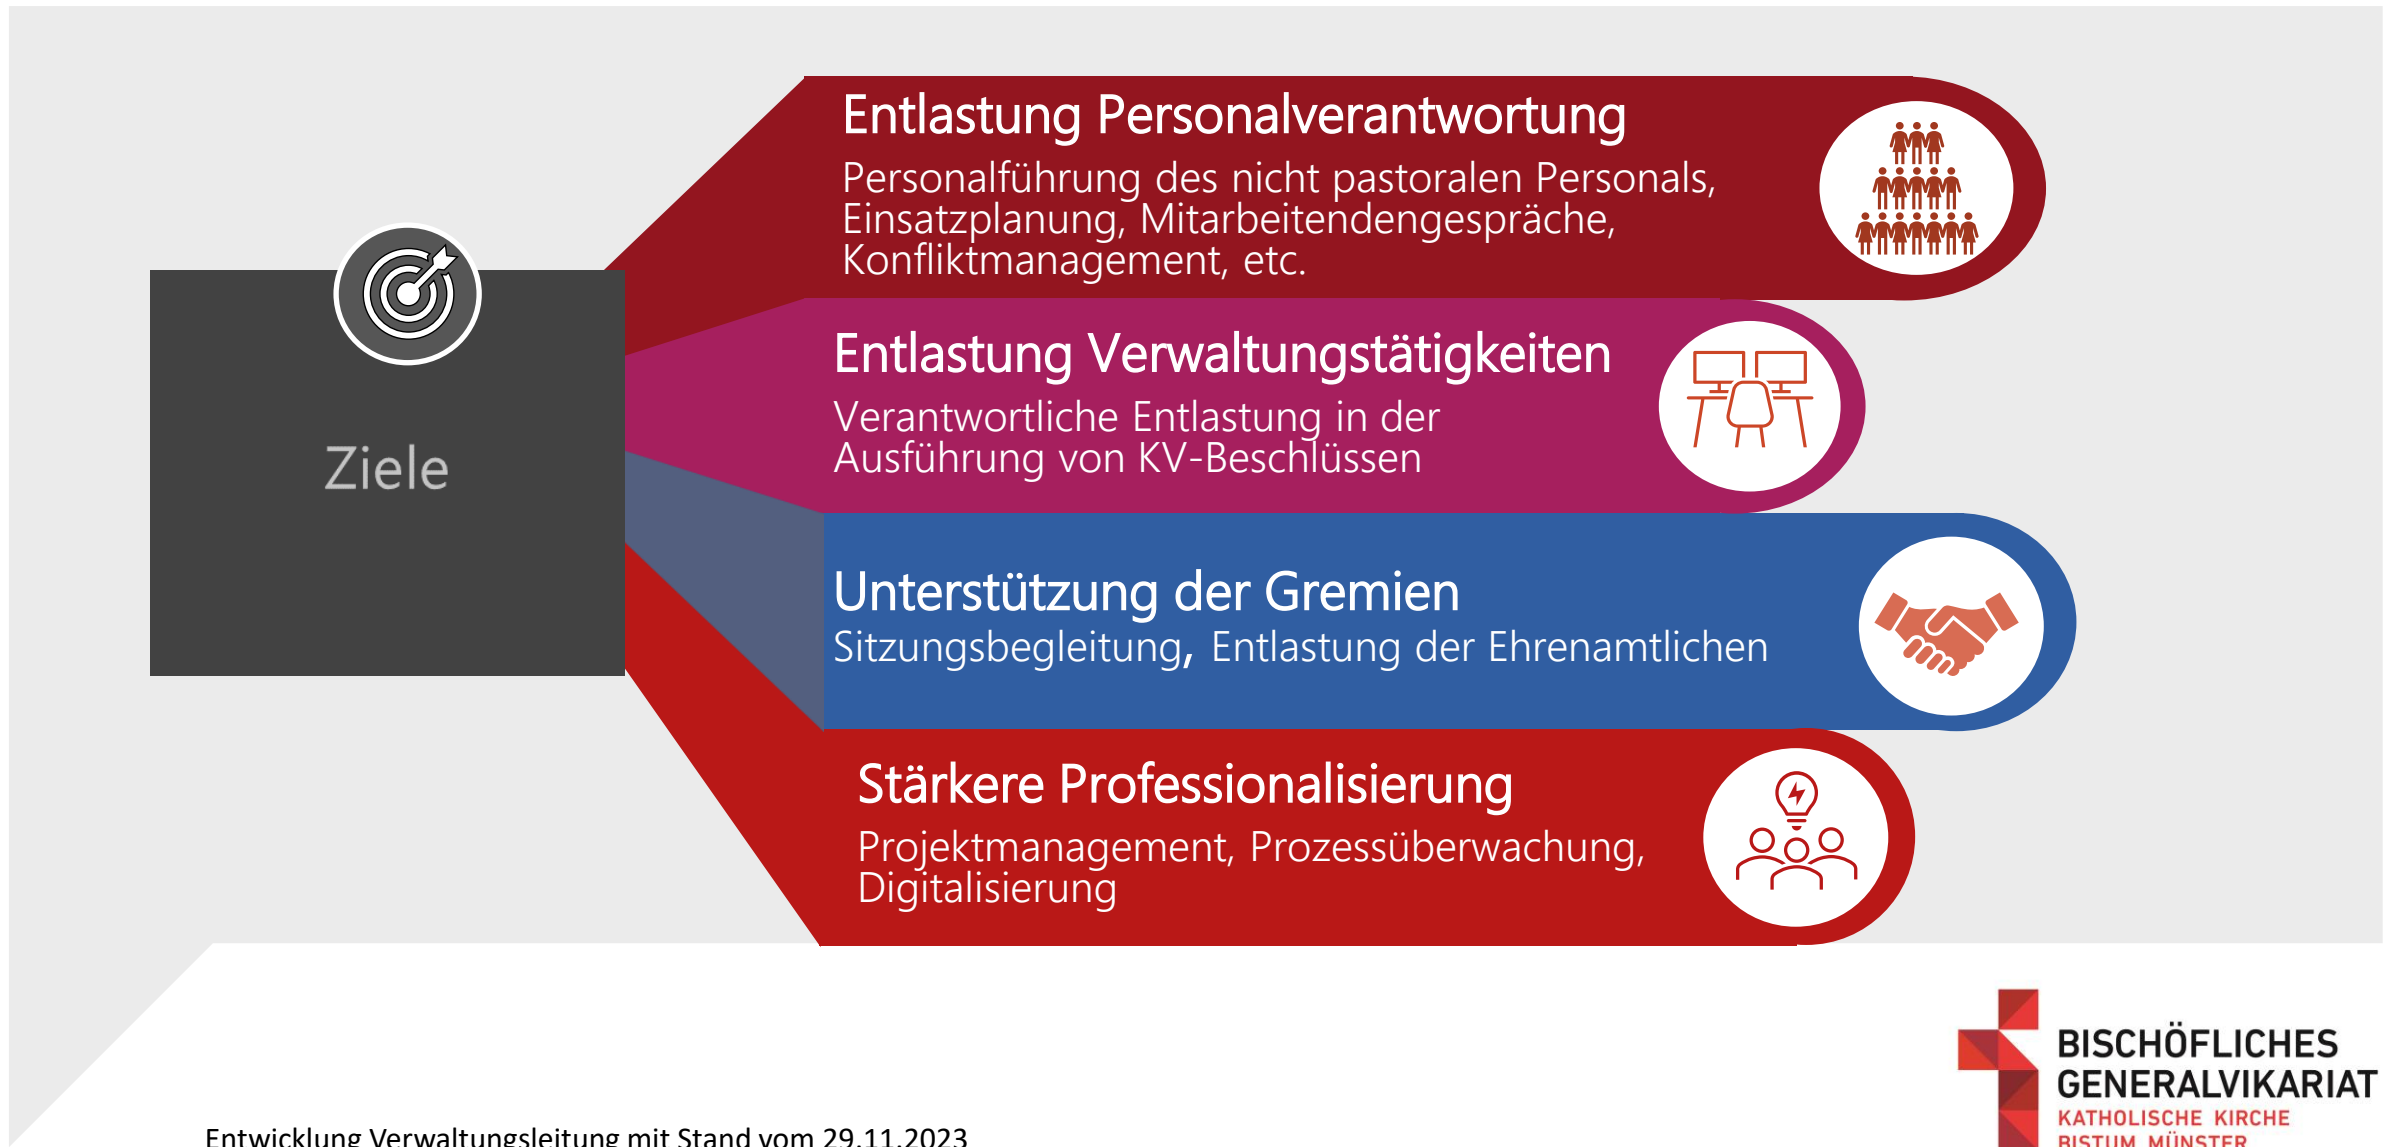 Ziele
Entlastung Personalverantwortung
Personalführung des nicht pastoralen Personals,
Einsatzplanung, Mitarbeitendengespräche,
Konfliktmanagement, etc.
Entlastung Verwaltungstätigkeiten
Verantwortliche Entlastung in der
Ausführung von KV-Beschlüssen
Unterstützung der Gremien
Sitzungsbegleitung, Entlastung der Ehrenamtlichen
Stärkere Professionalisierung
Projektmanagement, Prozessüberwachung,
Digitalisierung
Entwicklung Verwaltungsleitung mit Stand vom 29.11.2023
BISCHÖFLICHES
GENERALVIKARIAT
KATHOLISCHE KIRCHE
BISTUM MÜNSTER